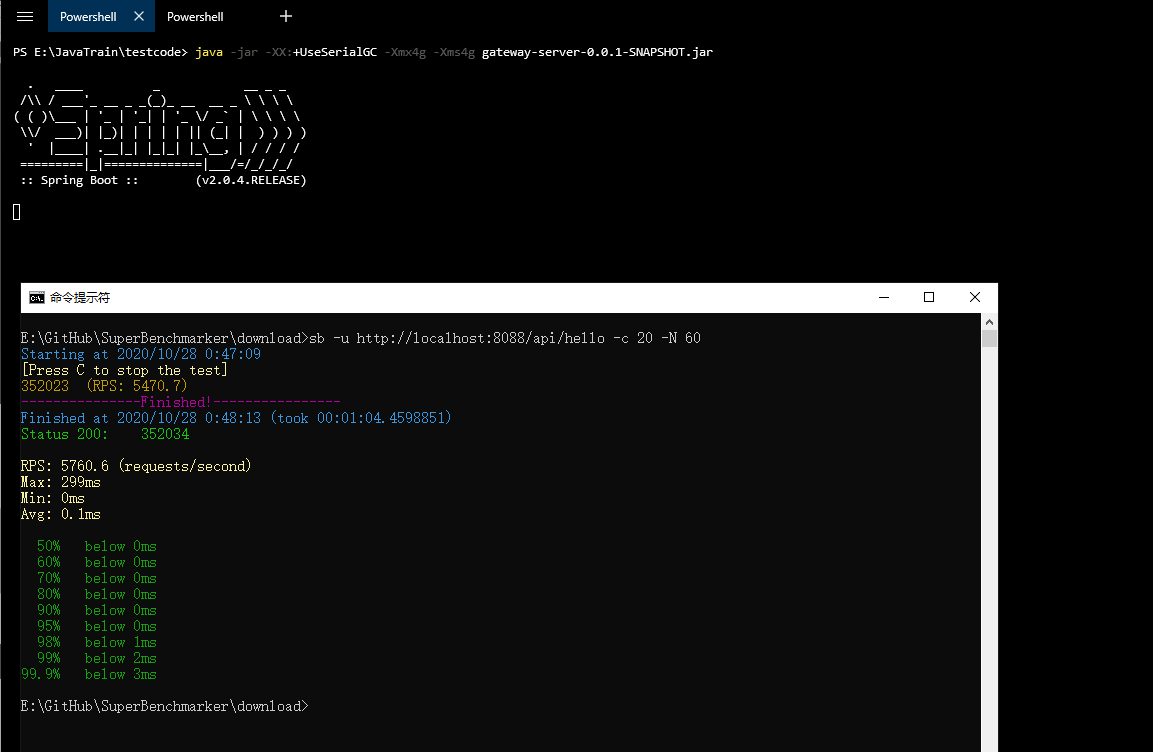 Powershell
Powershell
PS E:\JavaTrain\testcode> java -jar -XX:+UseSerialGC -Xmx4g -Xms4g gateway-server-0.0.1-SNAPSHOT.jar
  .   ____          _            __ _ _
 /\\ / ___'_ __ _ _(_)_ __  __ _ \ \ \ \
( ( )\___ | '_ | '_| | '_ \/ _` | \ \ \ \
 \\/  ___)| |_)| | | | | || (_| |  ) ) ) )
  '  |____| .__|_| |_|_| |_\__, | / / / /
 =========|_|==============|___/=/_/_/_/
 :: Spring Boot ::        (v2.0.4.RELEASE)
命令提示符
E:\GitHub\SuperBenchmarker\download>sb -u http://localhost:8088/api/hello -c 20 -N 60
Starting at 2020/10/28 0:47:09
[Press C to stop the test]
352023  (RPS: 5470.7)
---------------Finished!----------------
Finished at 2020/10/28 0:48:13 (took 00:01:04.4598851)
Status 200:    352034
RPS: 5760.6 (requests/second)
Max: 299ms
Min: 0ms
Avg: 0.1ms
  50%   below 0ms
  60%   below 0ms
  70%   below 0ms
  80%   below 0ms
  90%   below 0ms
  95%   below 0ms
  98%   below 1ms
  99%   below 2ms
99.9%   below 3ms
E:\GitHub\SuperBenchmarker\download>